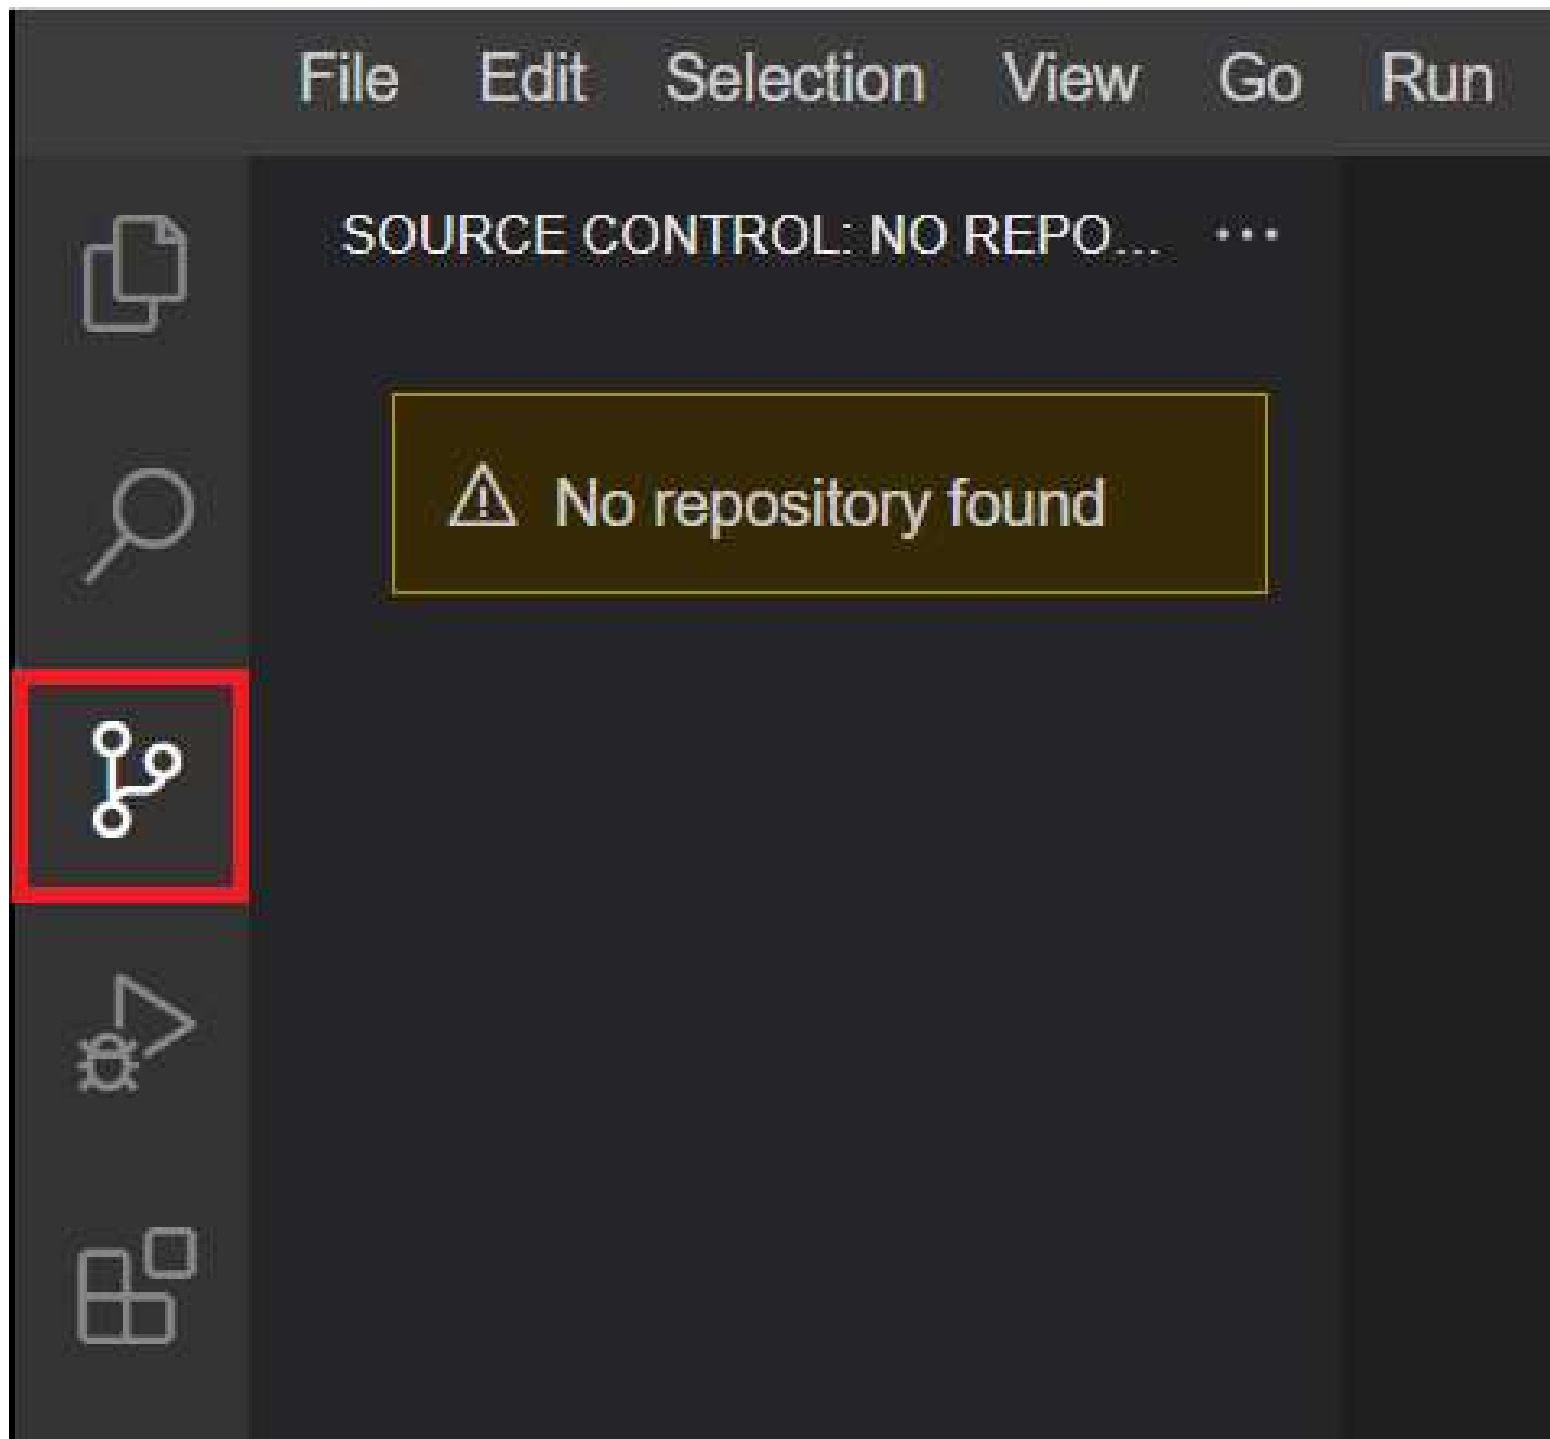 File Edit Selection View Go Run
SOURCE CONTROL: NO REPO... ...
No repository found